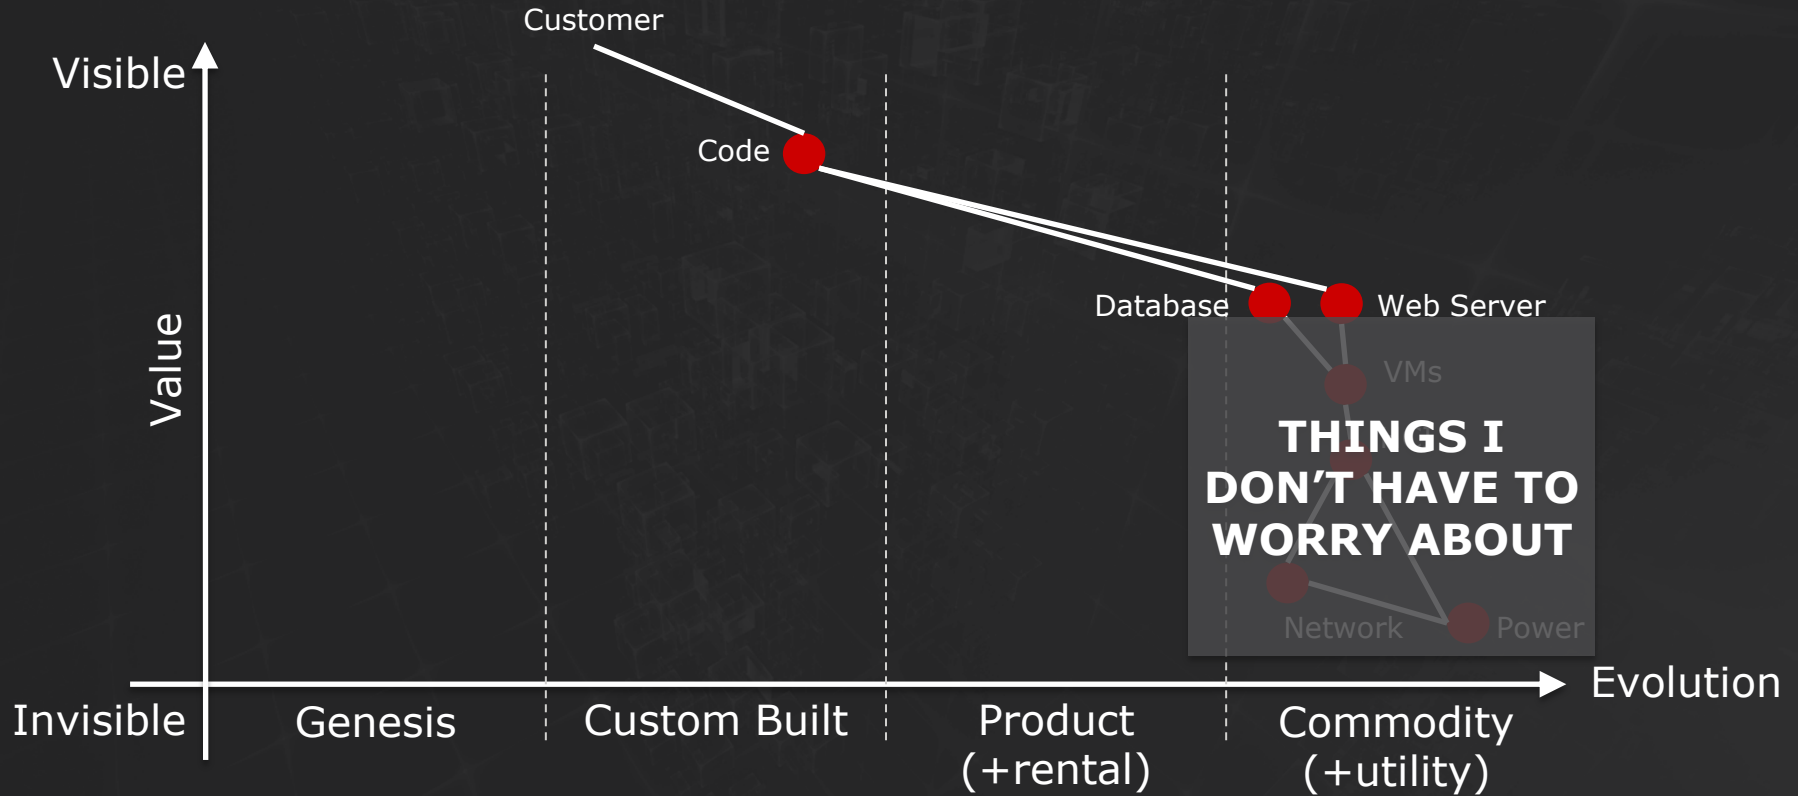 Customer
Visible
Code
Database
Web Server
Value
VMs
THINGS I
DON’T HAVE TO
WORRY ABOUT
Network
Power
Evolution
Invisible
Genesis
Custom Built
Product
(+rental)
Commodity
(+utility)